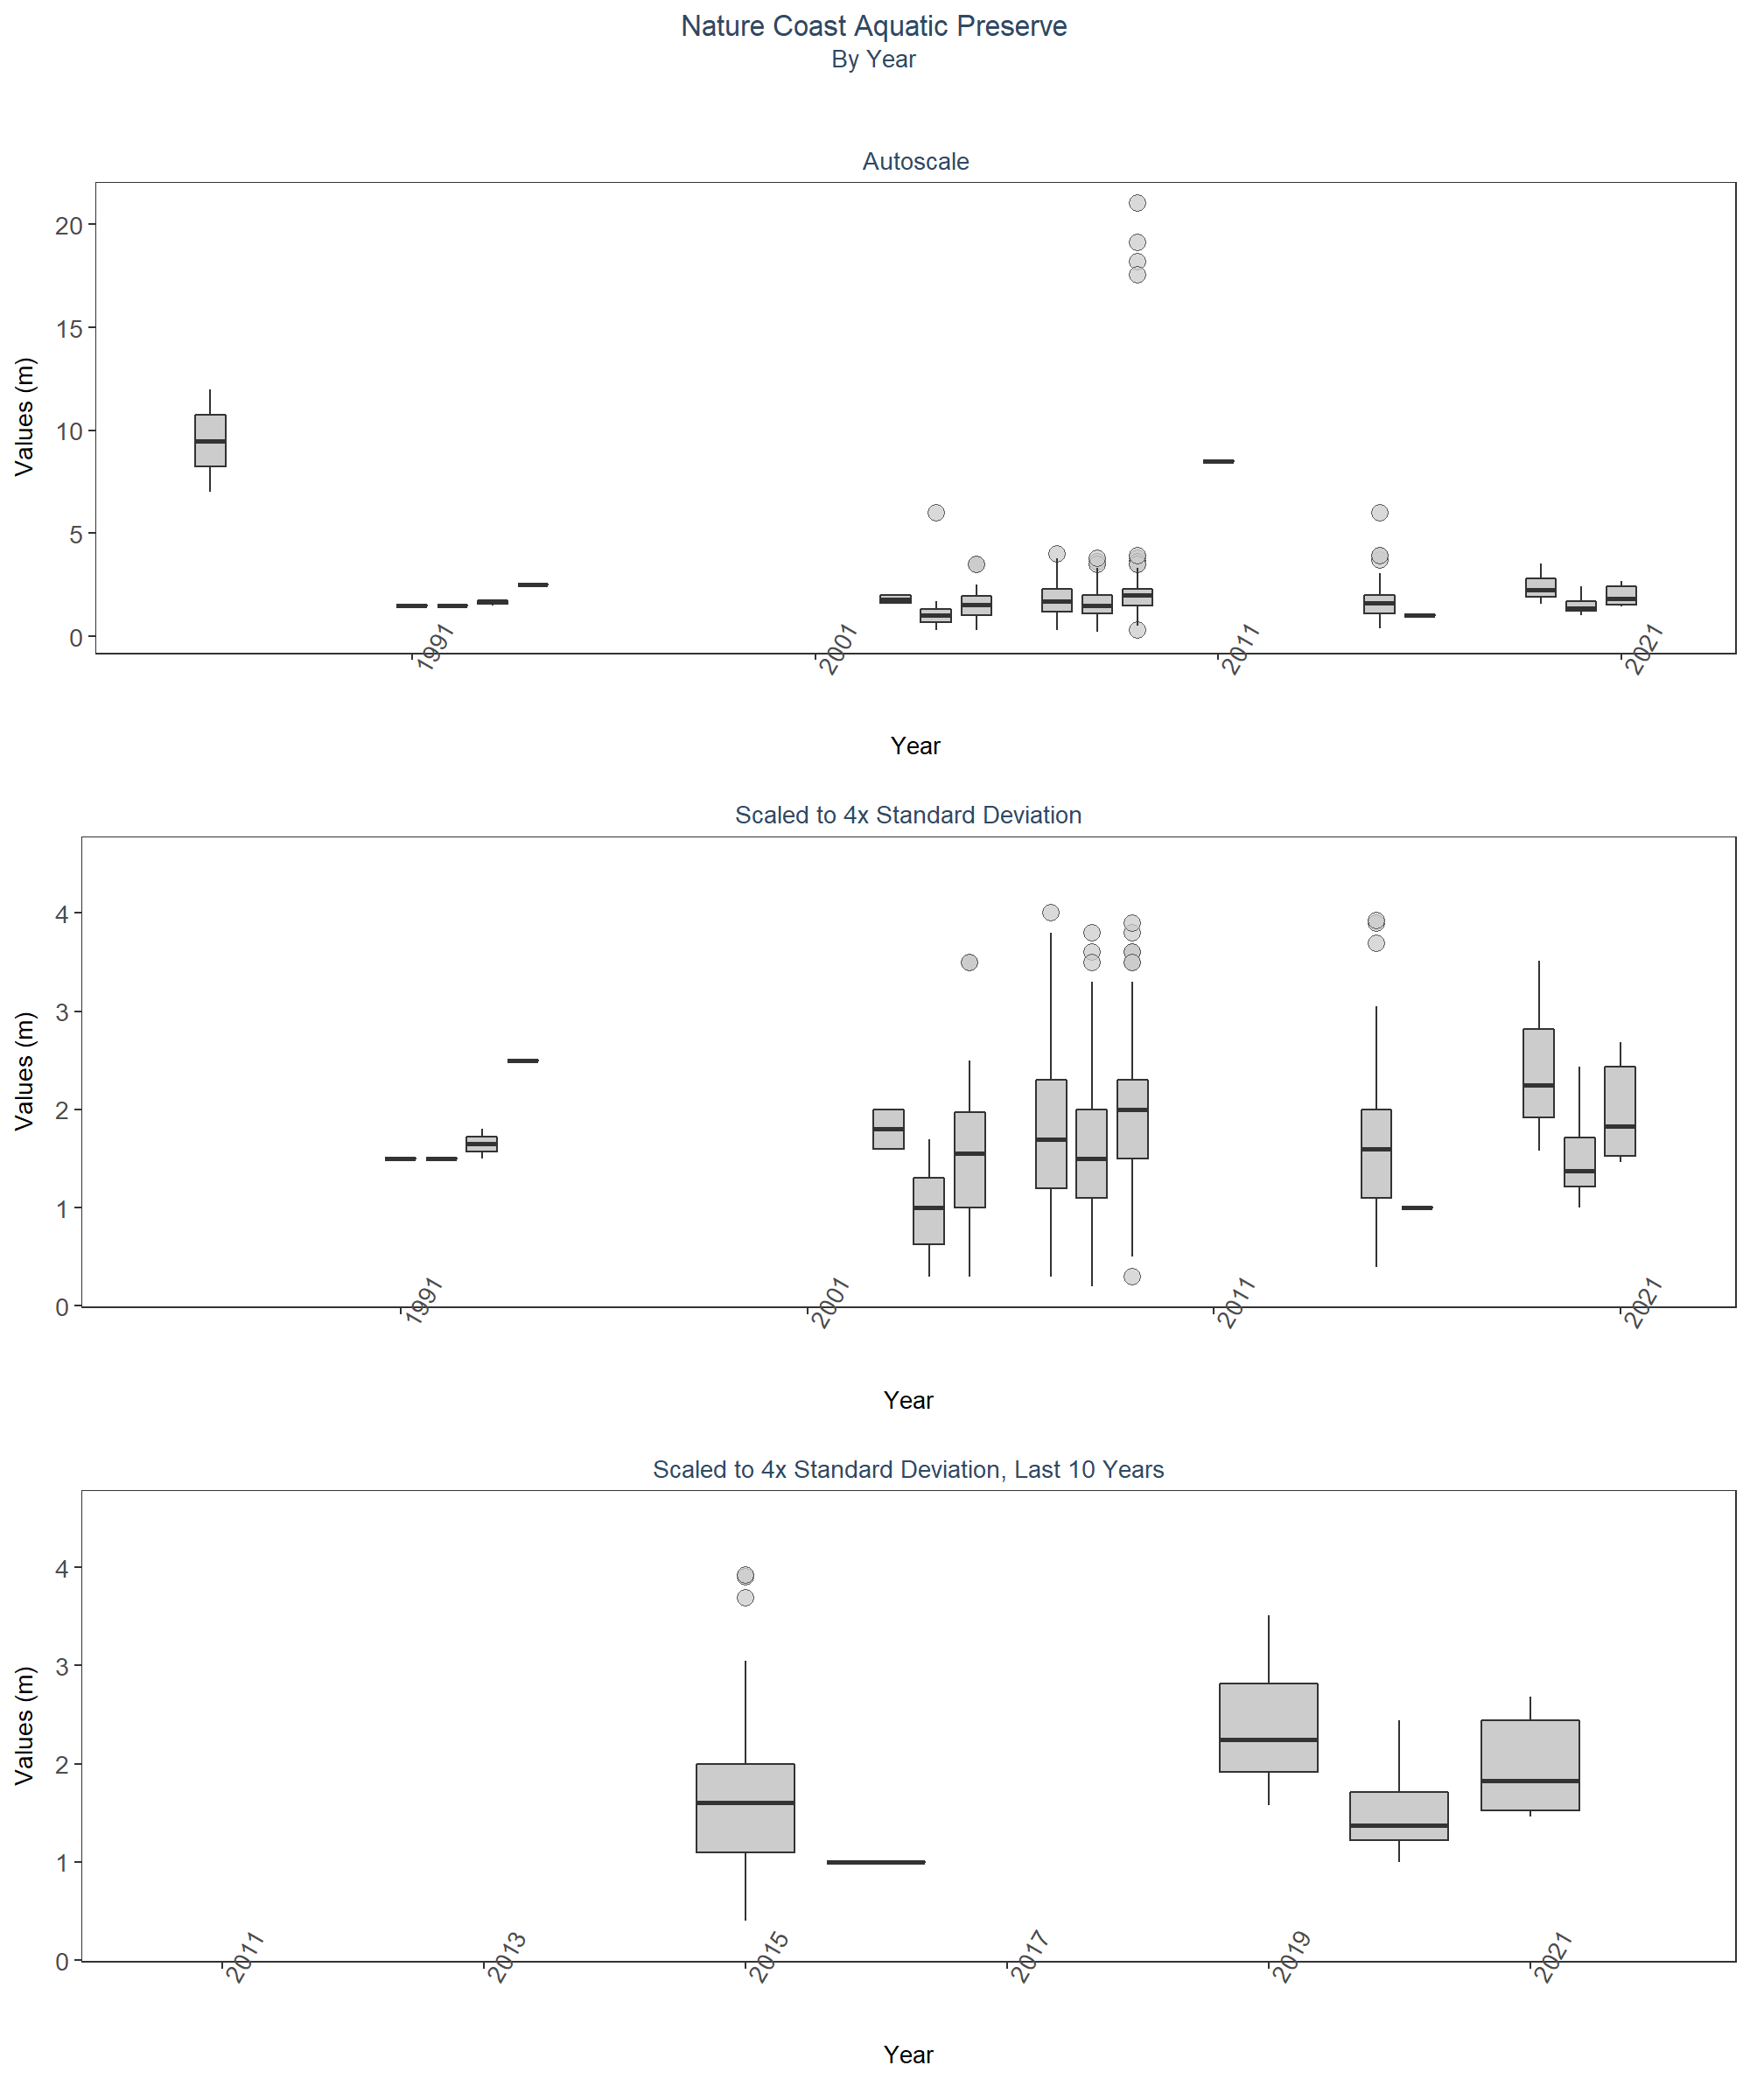 Nature Coast Aquatic Preserve
By Year
Autoscale
20
15
10
5
0
Values (m)
1991
2001
2011
2021
Year
Scaled to 4x Standard Deviation
4
3
2
1
0
Values (m)
1991
2001
2011
2021
Year
Scaled to 4x Standard Deviation, Last 10 Years
4
3
2
1
0
Values (m)
2011
2013
2015
2017
2019
2021
Year